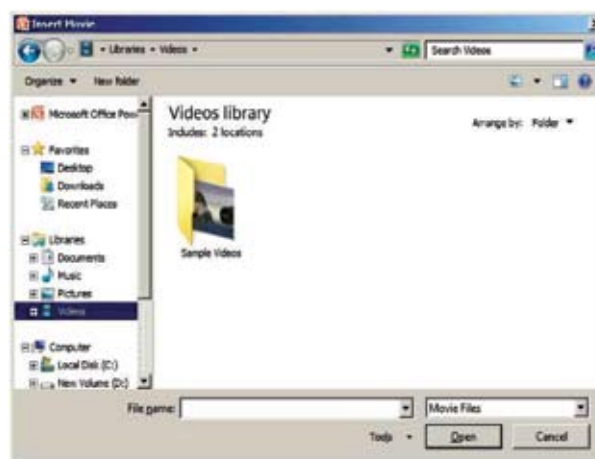 Insert Movie
Libraries Videos
Search Videos
Organize New folder
Microsoft Office Pow
Favorites
Desktop
Downloads
Recent Places
Libraries
Documents
Music
Pictures
Videos
Computer
Local Disk (C:)
New Volume (D:)
Videos library
Includes: 2 locations
Arrange by: Folder
Sample Videos
File name:
Movie Files
Tools
Open
Cancel